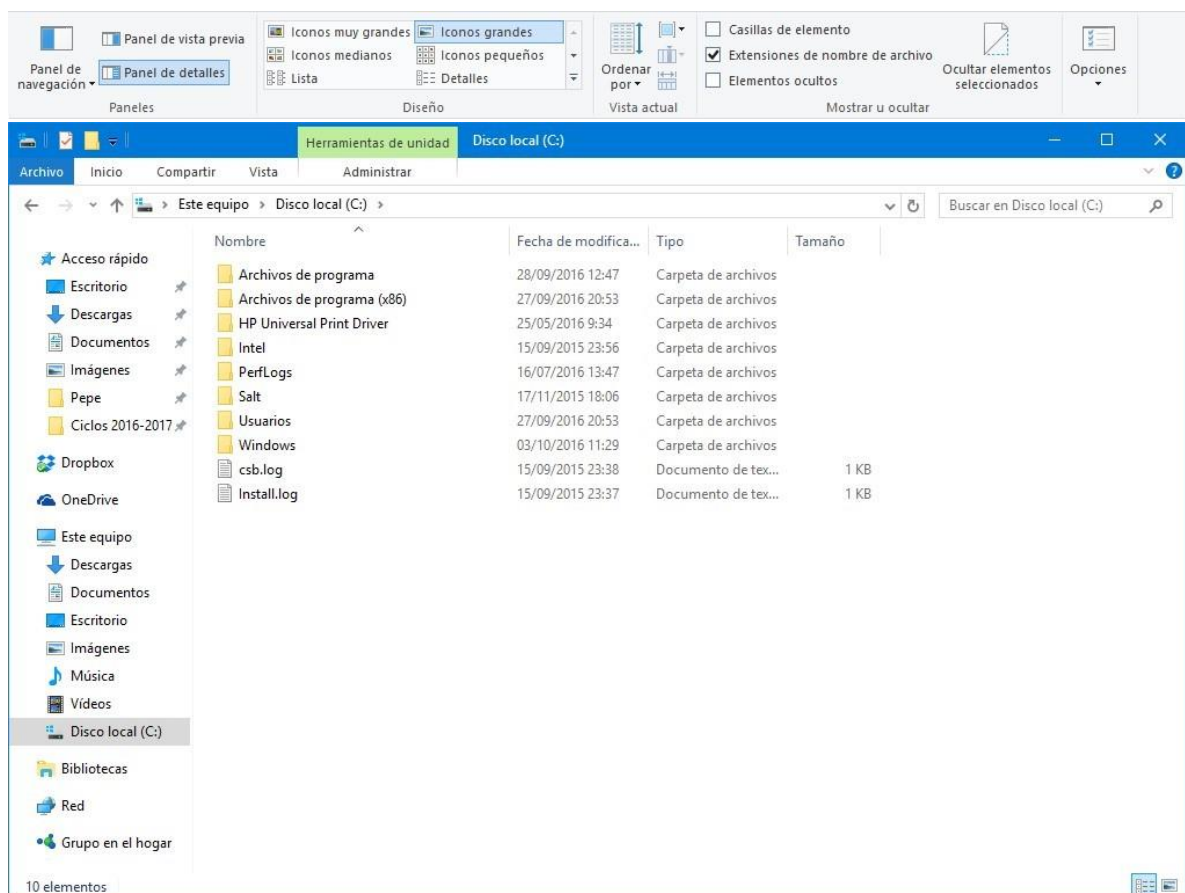 Panel de navegación
Panel de vista previa
Panel de detalles
Paneles
Iconos muy grandes
Iconos grandes
Iconos medianos
Iconos pequeños
Lista
Detalles
Diseño
Ordenar por
Vista actual
Casillas de elemento
Extensiones de nombre de archivo
Elementos ocultos
Ocultar elementos seleccionados
Mostrar u ocultar
Opciones
Herramientas de unidad
Disco local (C:)
Archivo Inicio Compartir Vista Administrar
Este equipo > Disco local (C:) >
Buscar en Disco local (C:)
Acceso rápido
Escritorio
Descargas
Documentos
Imágenes
Pepe
Ciclos 2016-2017
Dropbox
OneDrive
Este equipo
Descargas
Documentos
Escritorio
Imágenes
Música
Vídeos
Disco local (C:)
Bibliotecas
Red
Grupo en el hogar
Nombre Fecha de modifica... Tipo Tamaño
Archivos de programa 28/09/2016 12:47 Carpeta de archivos
Archivos de programa (x86) 27/09/2016 20:53 Carpeta de archivos
HP Universal Print Driver 25/05/2016 9:34 Carpeta de archivos
Intel 15/09/2015 23:56 Carpeta de archivos
PerfLogs 16/07/2016 13:47 Carpeta de archivos
Salt 17/11/2015 18:06 Carpeta de archivos
Usuarios 27/09/2016 20:53 Carpeta de archivos
Windows 03/10/2016 11:29 Carpeta de archivos
csb.log 15/09/2015 23:38 Documento de tex... 1 KB
Install.log 15/09/2015 23:37 Documento de tex... 1 KB
10 elementos